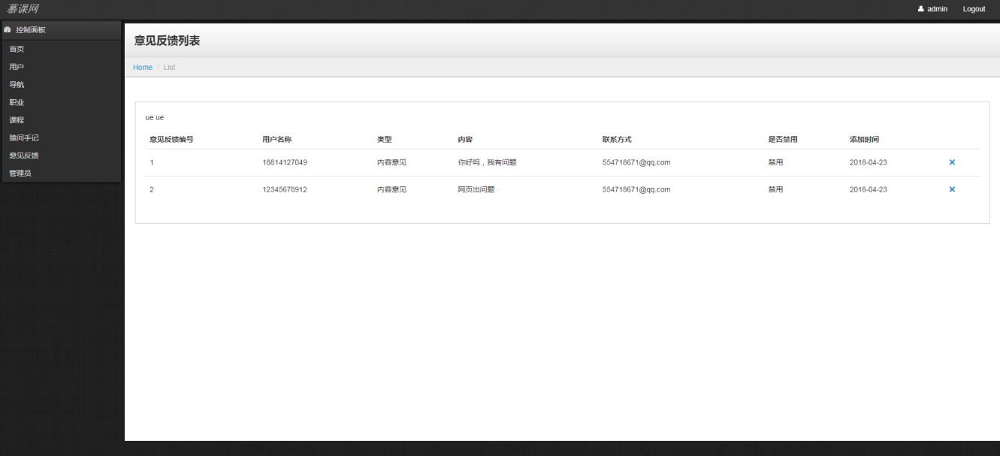 慕课网
admin Logout
控制面板
首页
用户
导航
职业
课程
猿问手记
意见反馈
管理员
意见反馈列表
Home / List
ue ue
意见反馈编号 用户名称 类型 内容 联系方式 是否禁用 添加时间
1 18814127049 内容意见 你好吗，我有问题 554718671@qq.com 禁用 2018-04-23
2 12345678912 内容意见 网页出问题 554718671@qq.com 禁用 2018-04-23